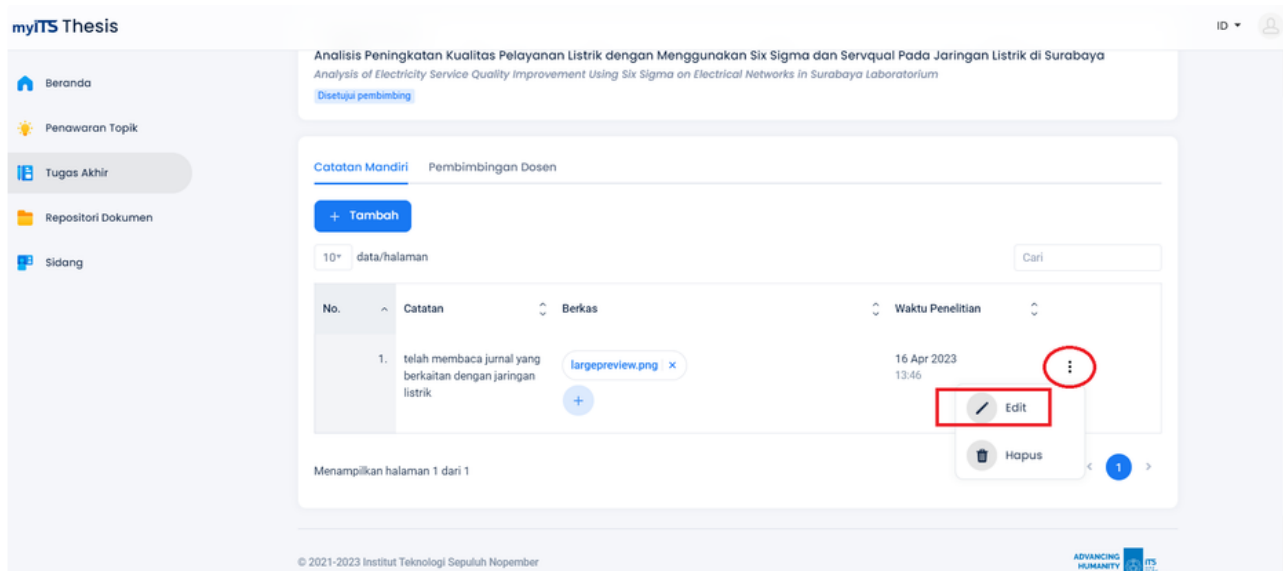 myITS Thesis
ID
Beranda
Penawaran Topik
Tugas Akhir
Repositori Dokumen
Sidang
Analisis Peningkatan Kualitas Pelayanan Listrik dengan Menggunakan Six Sigma dan Servqual Pada Jaringan Listrik di Surabaya
Analysis of Electricity Service Quality Improvement Using Six Sigma on Electrical Networks in Surabaya Laboratorium
Disetujui pembimbing
Catatan Mandiri Pembimbingan Dosen
+ Tambah
10 data/halaman
Cari
No. Catatan Berkas Waktu Penelitian
1. telah membaca jurnal yang
berkaitan dengan jaringan
listrik
largepreview.png ×
+
16 Apr 2023
13:46
Edit
Hapus
Menampilkan halaman 1 dari 1
< 1 >
© 2021-2023 Institut Teknologi Sepuluh Nopember
ADVANCING
HUMANITY
ITS